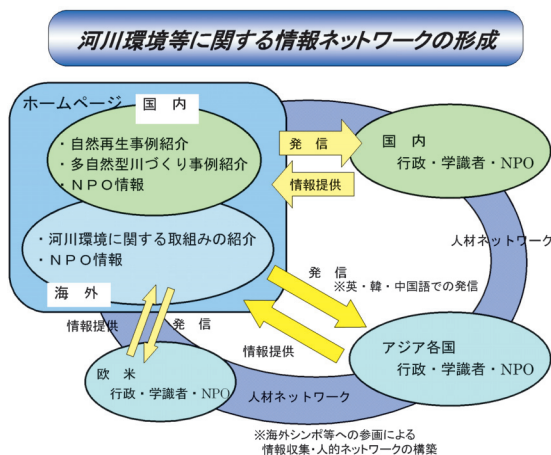 河川環境等に関する情報ネットワークの形成
ホームページ
国 内
・自然再生事例紹介
・多自然型川づくり事例紹介
・NPO情報
発 信
情報提供
国 内
行政・学識者・NPO
・河川環境に関する取組みの紹介
・NPO情報
海 外
人材ネットワーク
発 信
※英・韓・中国語での発信
情報提供
発 信
情報提供
アジア各国
行政・学識者・NPO
欧 米
行政・学識者・NPO
人材ネットワーク
※海外シンポ等への参画による
情報収集・人的ネットワークの構築